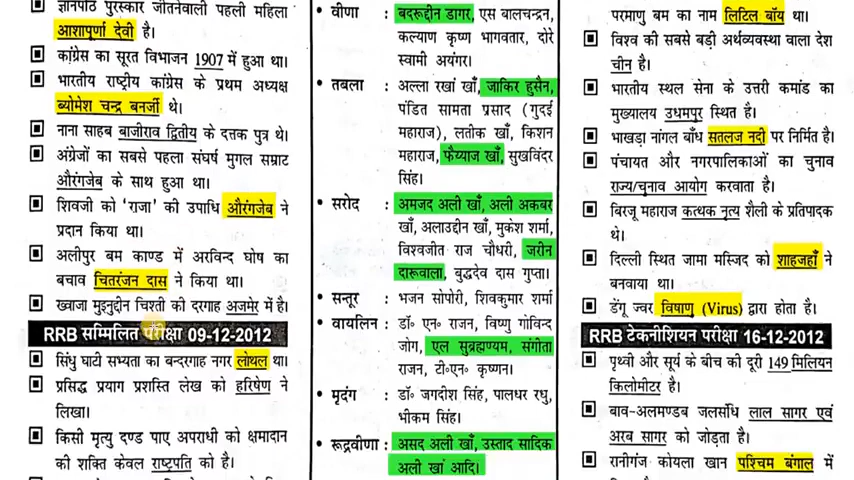 ज्ञानपीठ पुरस्कार जीतनेवाली पहली महिला
आशापूर्णा देवी है।
कांग्रेस का सूरत विभाजन 1907 में हुआ था।
भारतीय राष्ट्रीय कांग्रेस के प्रथम अध्यक्ष
ब्योमेश चन्द्र बनर्जी थे।
नाना साहब बाजीराव द्वितीय के दत्तक पुत्र थे।
अंग्रेजों का सबसे पहला संघर्ष मुगल सम्राट
औरंगजेब के साथ हुआ था।
शिवजी को 'राजा' की उपाधि औरंगजेब ने
प्रदान किया था।
अलीपुर बम काण्ड में अरविन्द घोष का
बचाव चितरंजन दास ने किया था।
ख्वाजा मुइनुद्दीन चिश्ती की दरगाह अजमेर में है।
RRB सम्मिलित परीक्षा 09-12-2012
सिंधु घाटी सभ्यता का बन्दरगाह नगर लोथल था।
प्रसिद्ध प्रयाग प्रशस्ति लेख को हरिषेण ने
लिखा।
किसी मृत्यु दण्ड पाए अपराधी को क्षमादान
की शक्ति केवल राष्ट्रपति को है।
• वीणा : बदरूद्दीन डागर, एस बालचन्द्रन,
कल्याण कृष्ण भागवतार, दोरे
स्वामी अयंगर।
• तबला : अल्ला रखां खाँ, जाकिर हुसैन,
पंडित सामता प्रसाद (गुदई
महाराज), लतीक खाँ, किशन
महाराज, फैय्याज खाँ, सुखविंदर
सिंह।
• सरोद : अमजद अली खाँ, अली अकबर
खाँ, अलाउद्दीन खाँ, मुकेश शर्मा,
विश्वजीत राज चौधरी, जरीन
दारूवाला, बुद्धदेव दास गुप्ता।
• सन्तूर : भजन सोपोरी, शिवकुमार शर्मा
• वायलिन : डॉ० एन० राजन, विष्णु गोविन्द
जोग, एल सुब्रह्मण्यम, संगीता
राजन, टी०एन० कृष्णन।
• मृदंग : डॉ० जगदीश सिंह, पालधर रघु,
भीकम सिंह।
• रूद्रवीणा : असद अली खाँ, उस्ताद सादिक
अली खां आदि।
परमाणु बम का नाम लिटिल बॉय था।
विश्व की सबसे बड़ी अर्थव्यवस्था वाला देश
चीन है।
भारतीय स्थल सेना के उत्तरी कमांड का
मुख्यालय उधमपुर स्थित है।
भाखड़ा नांगल बाँध सतलज नदी पर निर्मित है।
पंचायत और नगरपालिकाओं का चुनाव
राज्य/चुनाव आयोग करवाता है।
बिरजू महाराज कत्थक नृत्य शैली के प्रतिपादक
थे।
दिल्ली स्थित जामा मस्जिद को शाहजहाँ ने
बनवाया था।
डेंगू ज्वर विषाणु (Virus) द्वारा होता है।
RRB टेकनीशियन परीक्षा 16-12-2012
पृथ्वी और सूर्य के बीच की दूरी 149 मिलियन
किलोमीटर है।
बाव-अलमण्डब जलसंधि लाल सागर एवं
अरब सागर को जोड़ता है।
रानीगंज कोयला खान पश्चिम बंगाल में